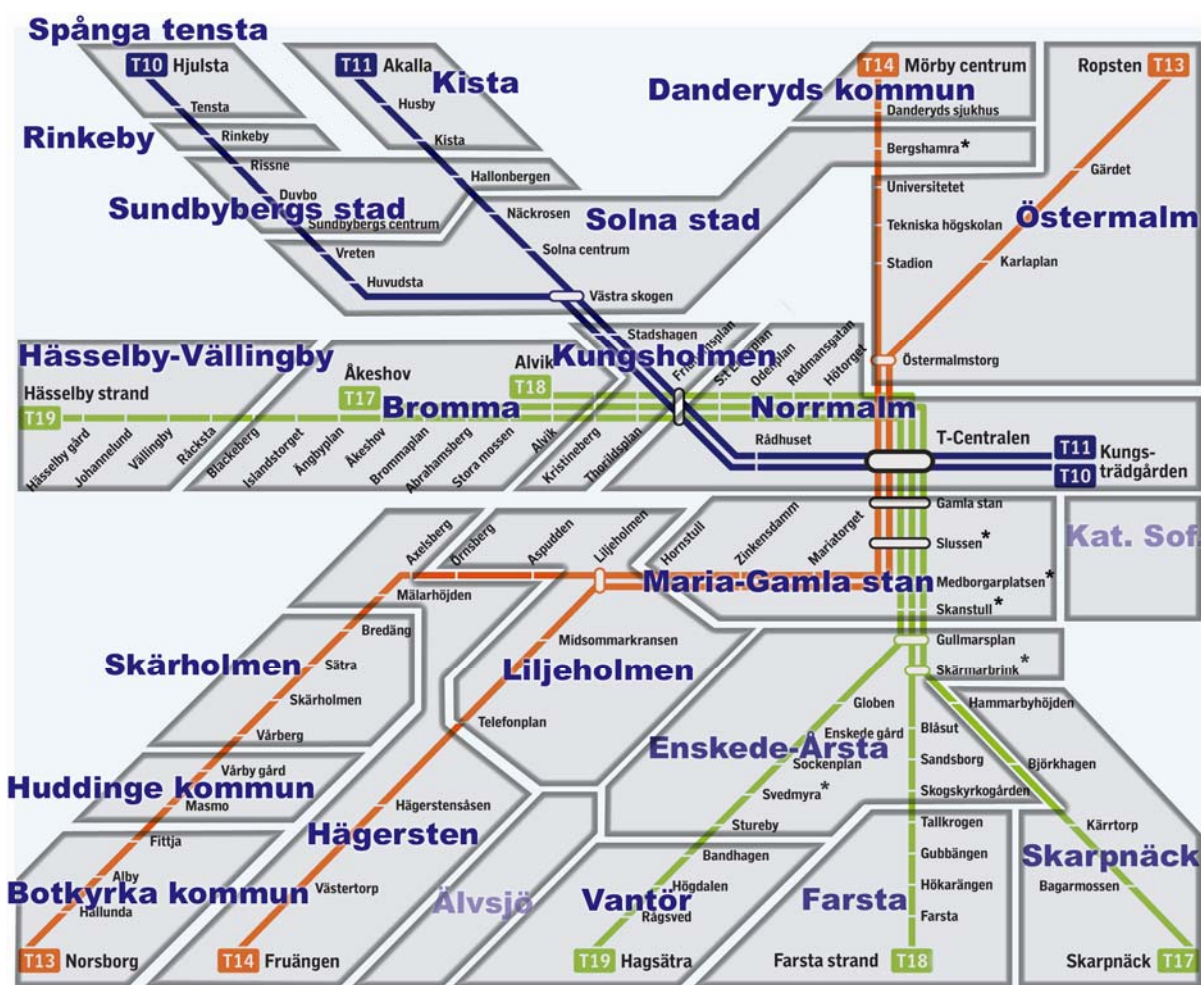 Spånga tensta
T10 Hjulsta
Tensta
T11 Akalla
Kista
Husby
Kista
T14 Mörby centrum
Danderyds kommun
Danderyds sjukhus
Bergshamra*
Ropsten T13
Gärdet
Rinkeby
Rinkeby
Rissne
Duvbo
Sundbybergs stad
Sundbybergs centrum
Hallonbergen
Näckrosen
Solna stad
Solna centrum
Vreten
Huvudsta
Västra skogen
Universitetet
Tekniska högskolan
Stadion
Östermalm
Karlaplan
Östermalmstorg
Hässelby-Vällingby
Hässelby strand
T19
Hässelby gård
Johannelund
Vällingby
Råcksta
Blackeberg
Islandstorget
Ängbyplan
Åkeshov
T17
Bromma
Åkeshov
Brommaplan
Abrahamsberg
Stora mossen
Alvik
T18
Alvik
Kristineberg
Thorildsplan
Stadshagen
Kungsholmen
Odenplan
Rådmansgatan
Hötorget
Norrmalm
Rådhuset
T-Centralen
T11
T10
Kungs-
trädgården
Gamla stan
Slussen*
Medborgarplatsen*
Skanstull*
Kat. Sof.
Maria-Gamla stan
Mariatorget
Zinkensdamm
Hornstull
Liljeholmen
Aspudden
Örnsberg
Axelsberg
Mälarhöjden
Bredäng
Skärholmen
Sätra
Skärholmen
Vårberg
Huddinge kommun
Vårby gård
Masmo
Fittja
Alby
Botkyrka kommun
Hallunda
T13 Norsborg
Liljeholmen
Midsommarkransen
Telefonplan
Hägersten
Hägerstensåsen
Västertorp
T14 Fruängen
Älvsjö
Gullmarsplan
Skärmarbrink*
Enskede-Årsta
Globen
Enskede gård
Sockenplan
Svedmyra*
Stureby
Vantör
Bandhagen
Högdalen
Rågsved
T19 Hagsätra
Blåsut
Sandsborg
Skogskyrkogården
Tallkrogen
Gubbängen
Hökarängen
Farsta
Farsta
Farsta strand T18
Hammarbyhöjden
Björkhagen
Kärrtorp
Skarpnäck
Bagarmossen
Skarpnäck T17